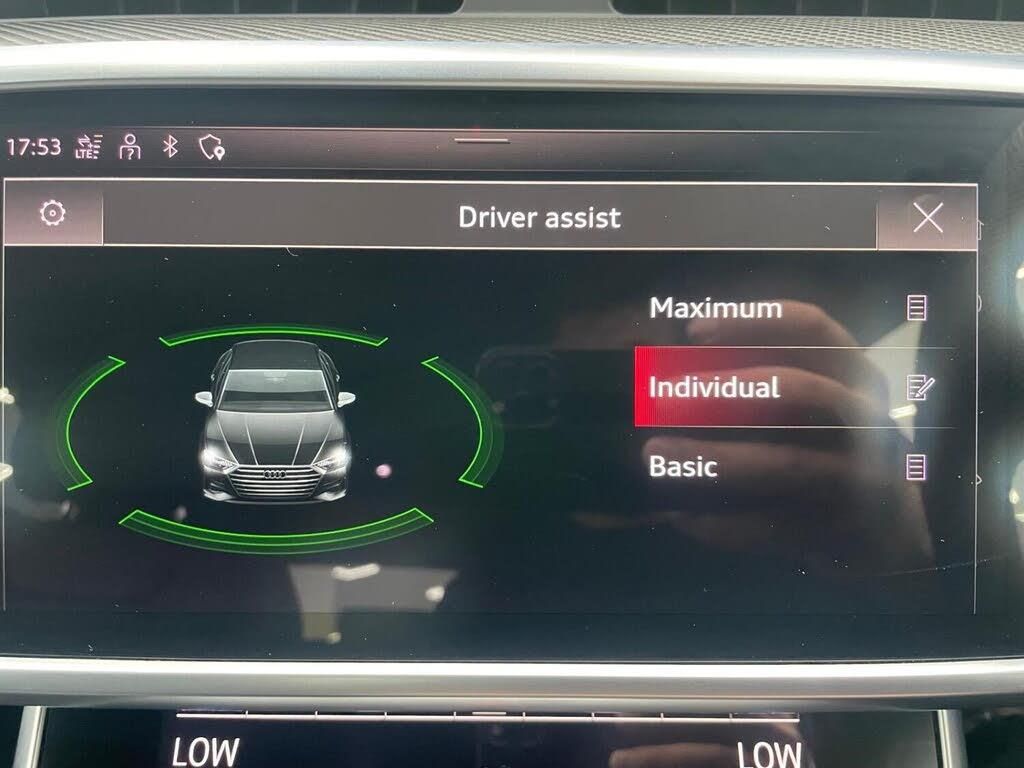 17:53 LTE ?
Driver assist
Maximum
Individual
Basic
LOW LOW